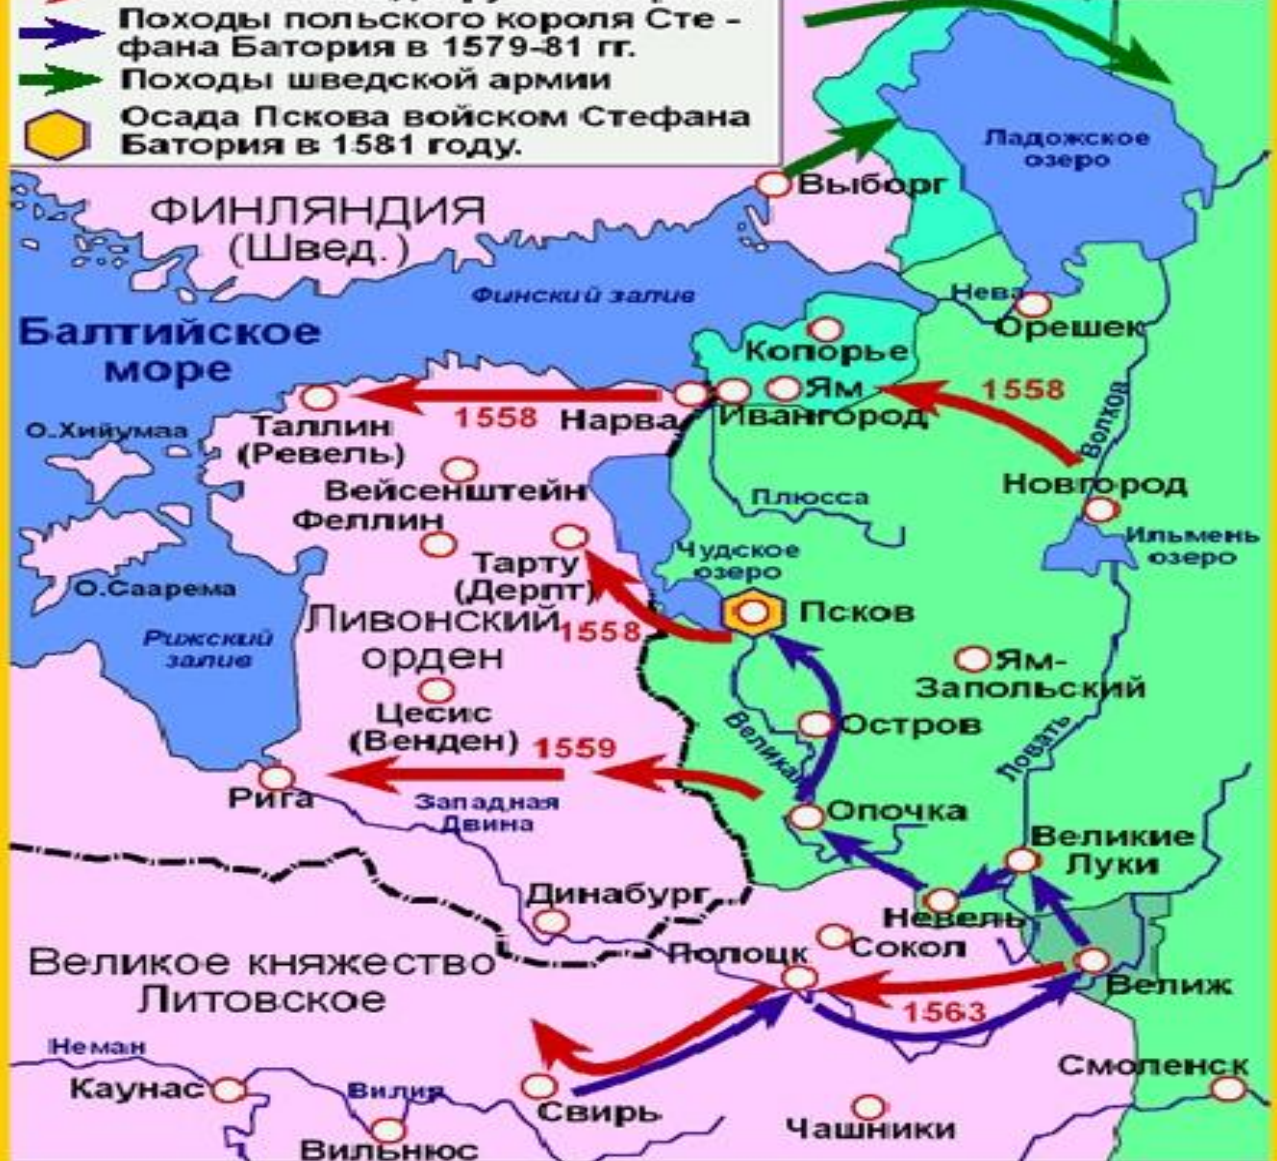 Походы польского короля Сте -
фана Батория в 1579-81 гг.
Походы шведской армии
Осада Пскова войском Стефана
Батория в 1581 году.
Ладожское
озеро
Выборг
ФИНЛЯНДИЯ
(Швед.)
Финский залив
Нева
Орешек
Балтийское
море
Копорье
Ям
1558
Ивангород
Нарва
1558
Таллин
(Ревель)
О.Хийумаа
Волхов
Вейсенштейн
Новгород
Плюсса
Феллин
Ильмень
озеро
Чудское
озеро
Тарту
(Дерпт)
О.Саарема
Псков
Ливонский
орден
1558
Рижский
залив
Ям-
Запольский
Цесис
(Венден)
Остров
Великая
Ловать
1559
Рига
Западная
Двина
Опочка
Великие
Луки
Динабург
Невель
Сокол
Полоцк
Великое княжество
Литовское
Велиж
1563
Неман
Каунас
Вилия
Свирь
Смоленск
Чашники
Вильнюс